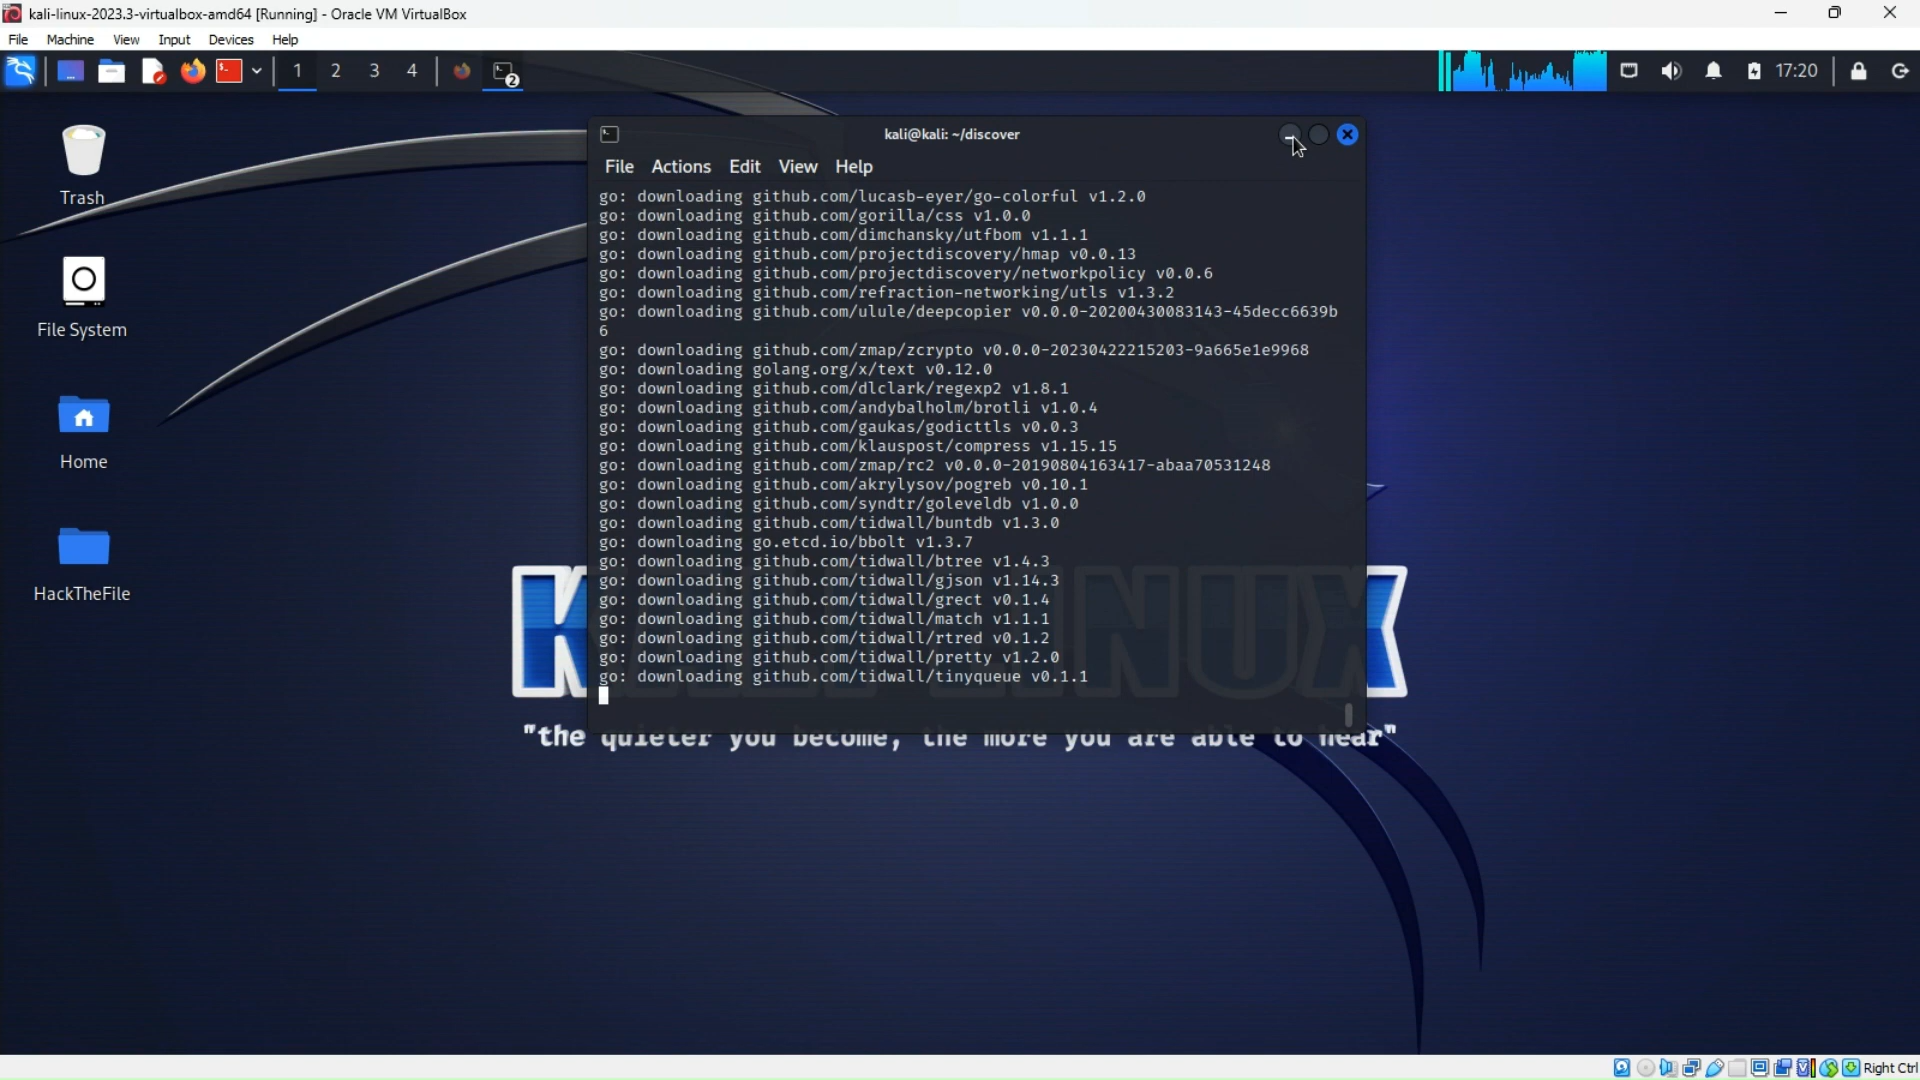 kali-linux-2023.3-virtualbox-amd64 [Running] - Oracle VM VirtualBox
File Machine View Input Devices Help
1 2 3 4 2 17:20
Trash
File System
Home
HackTheFile
kali@kali: ~/discover
File Actions Edit View Help
go: downloading github.com/lucasb-eyer/go-colorful v1.2.0
go: downloading github.com/gorilla/css v1.0.0
go: downloading github.com/dimchansky/utfbom v1.1.1
go: downloading github.com/projectdiscovery/hmap v0.0.13
go: downloading github.com/projectdiscovery/networkpolicy v0.0.6
go: downloading github.com/refraction-networking/utls v1.3.2
go: downloading github.com/ulule/deepcopier v0.0.0-20200430083143-45decc6639b
6
go: downloading github.com/zmap/zcrypto v0.0.0-20230422215203-9a665e1e9968
go: downloading golang.org/x/text v0.12.0
go: downloading github.com/dlclark/regexp2 v1.8.1
go: downloading github.com/andybalholm/brotli v1.0.4
go: downloading github.com/gaukas/godicttls v0.0.3
go: downloading github.com/klauspost/compress v1.15.15
go: downloading github.com/zmap/rc2 v0.0.0-20190804163417-abaa70531248
go: downloading github.com/akrylysov/pogreb v0.10.1
go: downloading github.com/syndtr/goleveldb v1.0.0
go: downloading github.com/tidwall/buntdb v1.3.0
go: downloading go.etcd.io/bbolt v1.3.7
go: downloading github.com/tidwall/btree v1.4.3
go: downloading github.com/tidwall/gjson v1.14.3
go: downloading github.com/tidwall/grect v0.1.4
go: downloading github.com/tidwall/match v1.1.1
go: downloading github.com/tidwall/rtred v0.1.2
go: downloading github.com/tidwall/pretty v1.2.0
go: downloading github.com/tidwall/tinyqueue v0.1.1
KALI LINUX
"the quieter you become, the more you are able to hear"
Right Ctrl